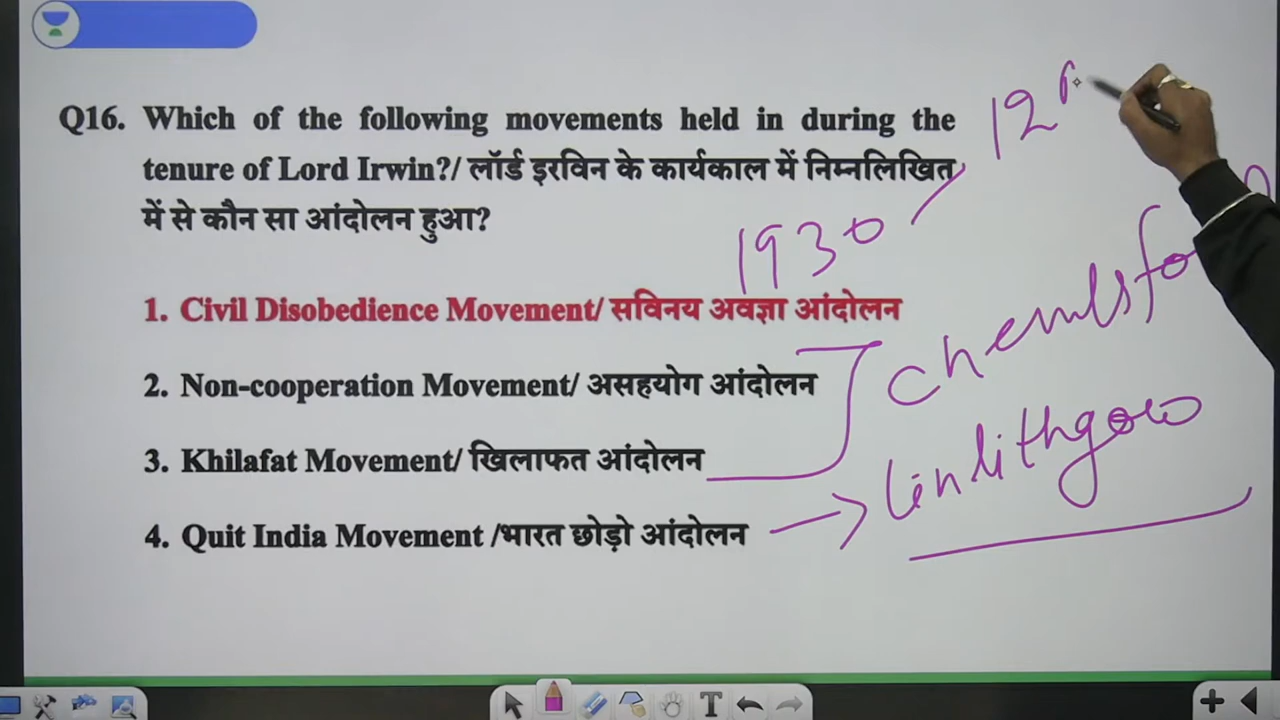 Q16. Which of the following movements held in during the
tenure of Lord Irwin?/ लॉर्ड इरविन के कार्यकाल में निम्नलिखित
में से कौन सा आंदोलन हुआ?
12
1930
1. Civil Disobedience Movement/ सविनय अवज्ञा आंदोलन
2. Non-cooperation Movement/ असहयोग आंदोलन
3. Khilafat Movement/ खिलाफत आंदोलन
linlithgow
4. Quit India Movement /भारत छोड़ो आंदोलन
T